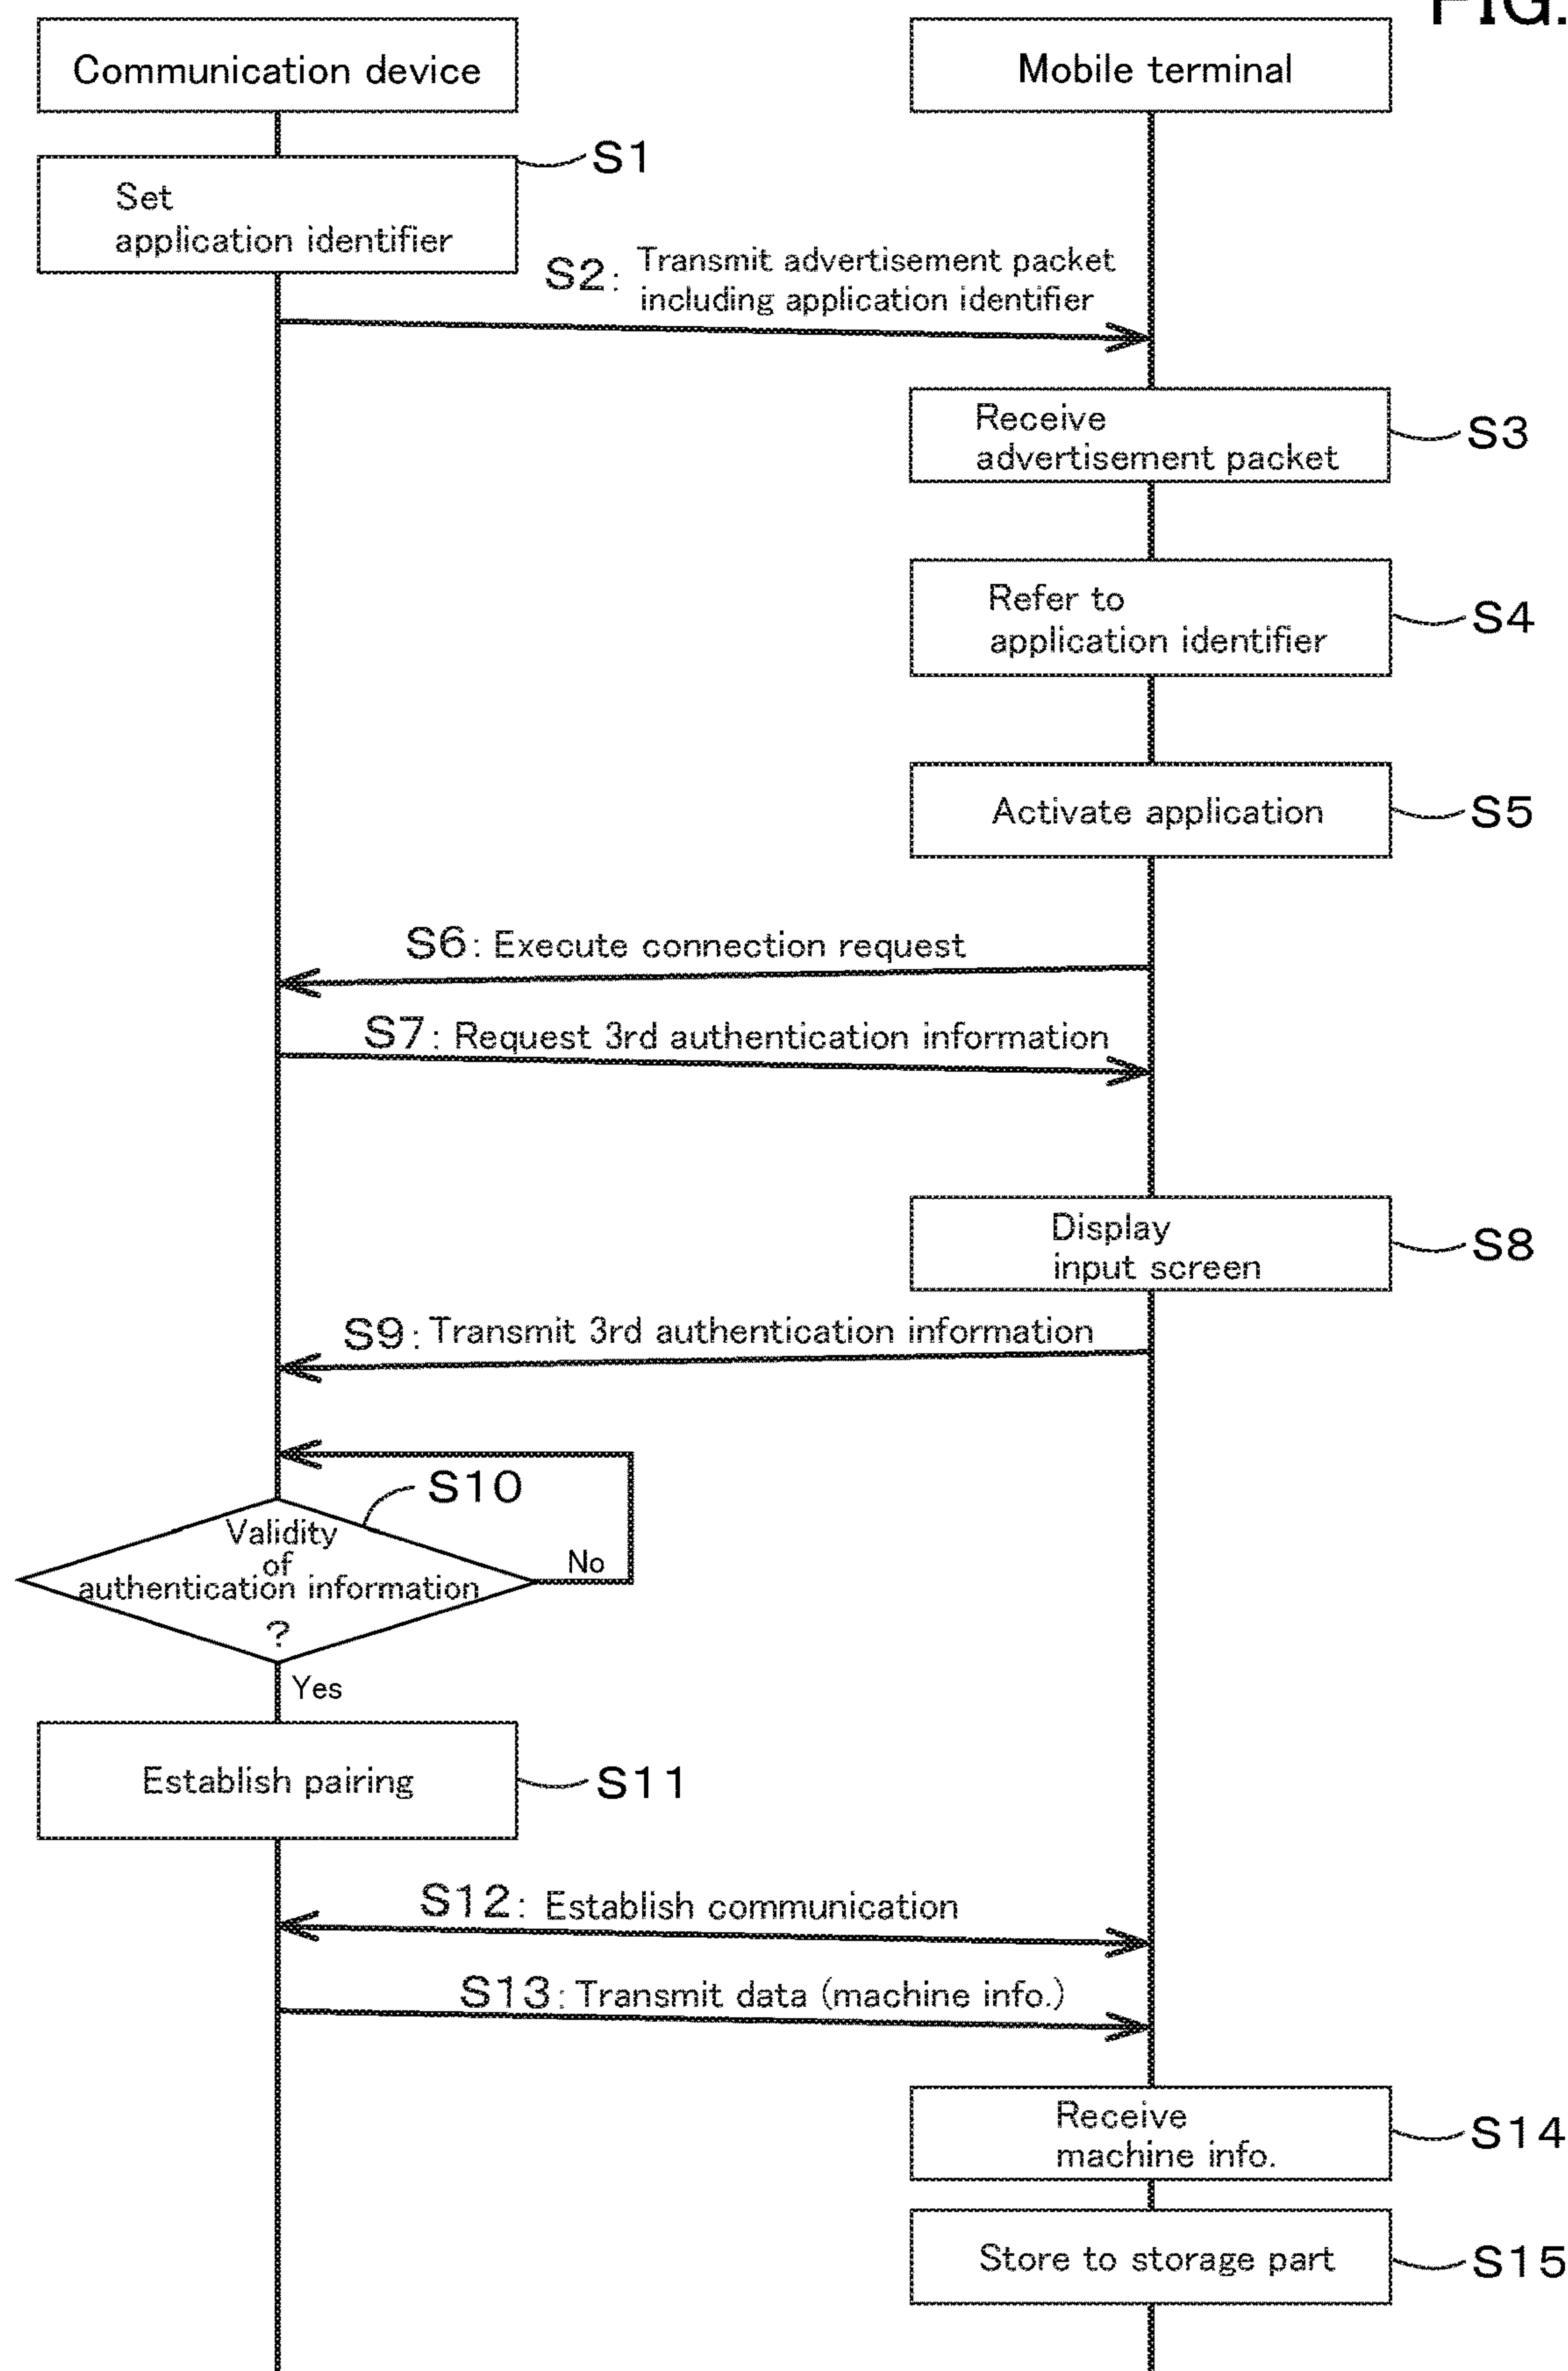 FIG.
Communication device
Mobile terminal
S1
Set
application identifier
S2: Transmit advertisement packet
including application identifier
Receive
advertisement packet
S3
Refer to
application identifier
S4
Activate application
S5
S6: Execute connection request
S7: Request 3rd authentication information
Display
input screen
S8
S9: Transmit 3rd authentication information
S10
Validity
of
authentication information
?
No
Yes
Establish pairing
S11
S12: Establish communication
S13: Transmit data (machine info.)
Receive
machine info.
S14
Store to storage part
S15